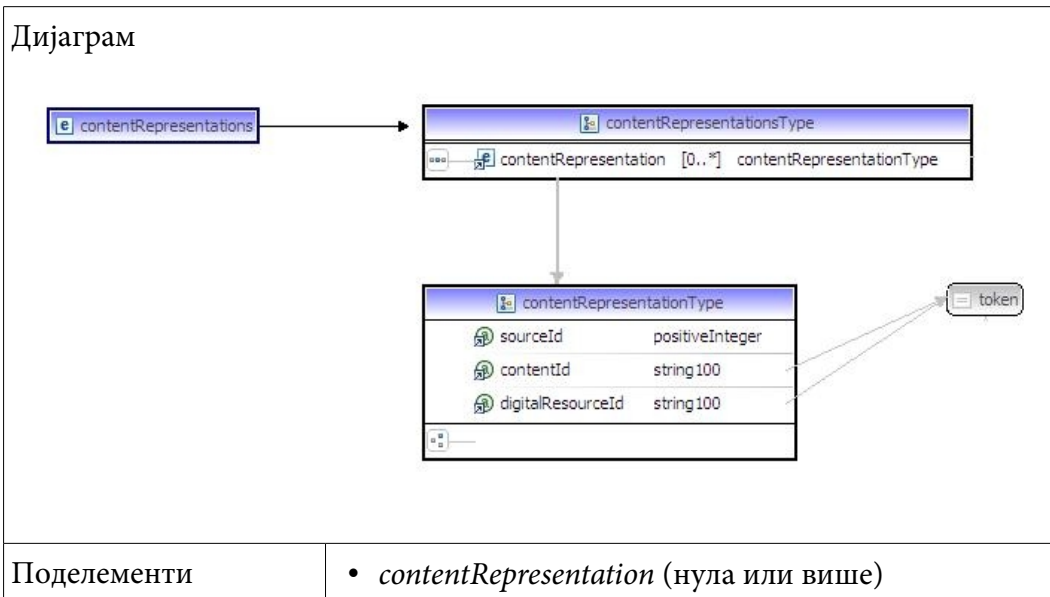 Дијаграм
e contentRepresentations
contentRepresentationsType
e contentRepresentation [0..*] contentRepresentationType
contentRepresentationType
token
a sourceId positiveInteger
a contentId string100
a digitalResourceId string100
Поделементи • contentRepresentation (нула или више)